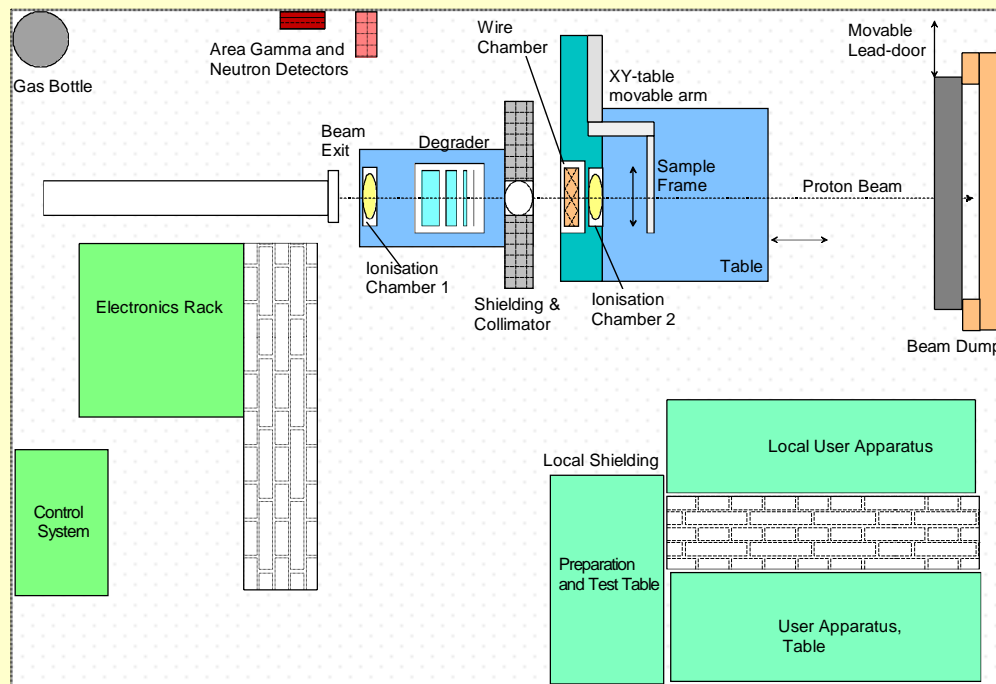 Gas Bottle
Area Gamma and
Neutron Detectors
Wire
Chamber
XY-table
movable arm
Movable
Lead-door
Beam
Exit
Degrader
Sample
Frame
Proton Beam
Ionisation
Chamber 1
Shielding &
Collimator
Ionisation
Chamber 2
Table
Beam Dump
Electronics Rack
Control
System
Local Shielding
Local User Apparatus
Preparation
and Test Table
User Apparatus,
Table